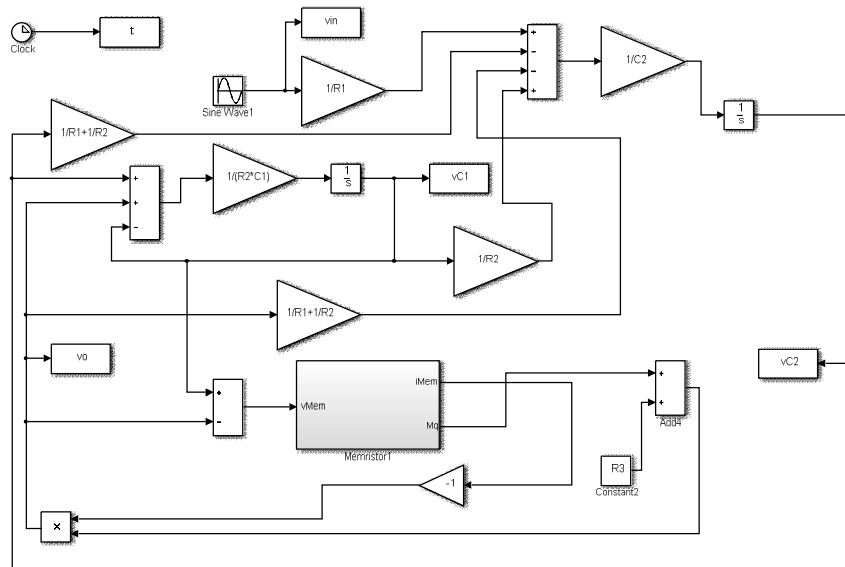 Clock
t
vin
Sine Wave1
1/R1
+
−
−
+
1/C2
1
s
1/R1+1/R2
+
+
−
1/(R2*C1)
1
s
vC1
1/R2
1/R1+1/R2
vo
+
−
vMem
iMem
Mq
Memristor1
+
+
Add4
R3
Constant2
vC2
-1
×